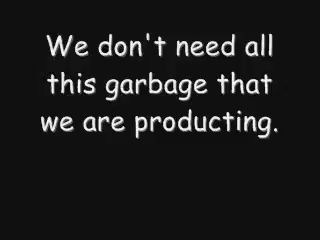 We don't need all
this garbage that
we are producting.